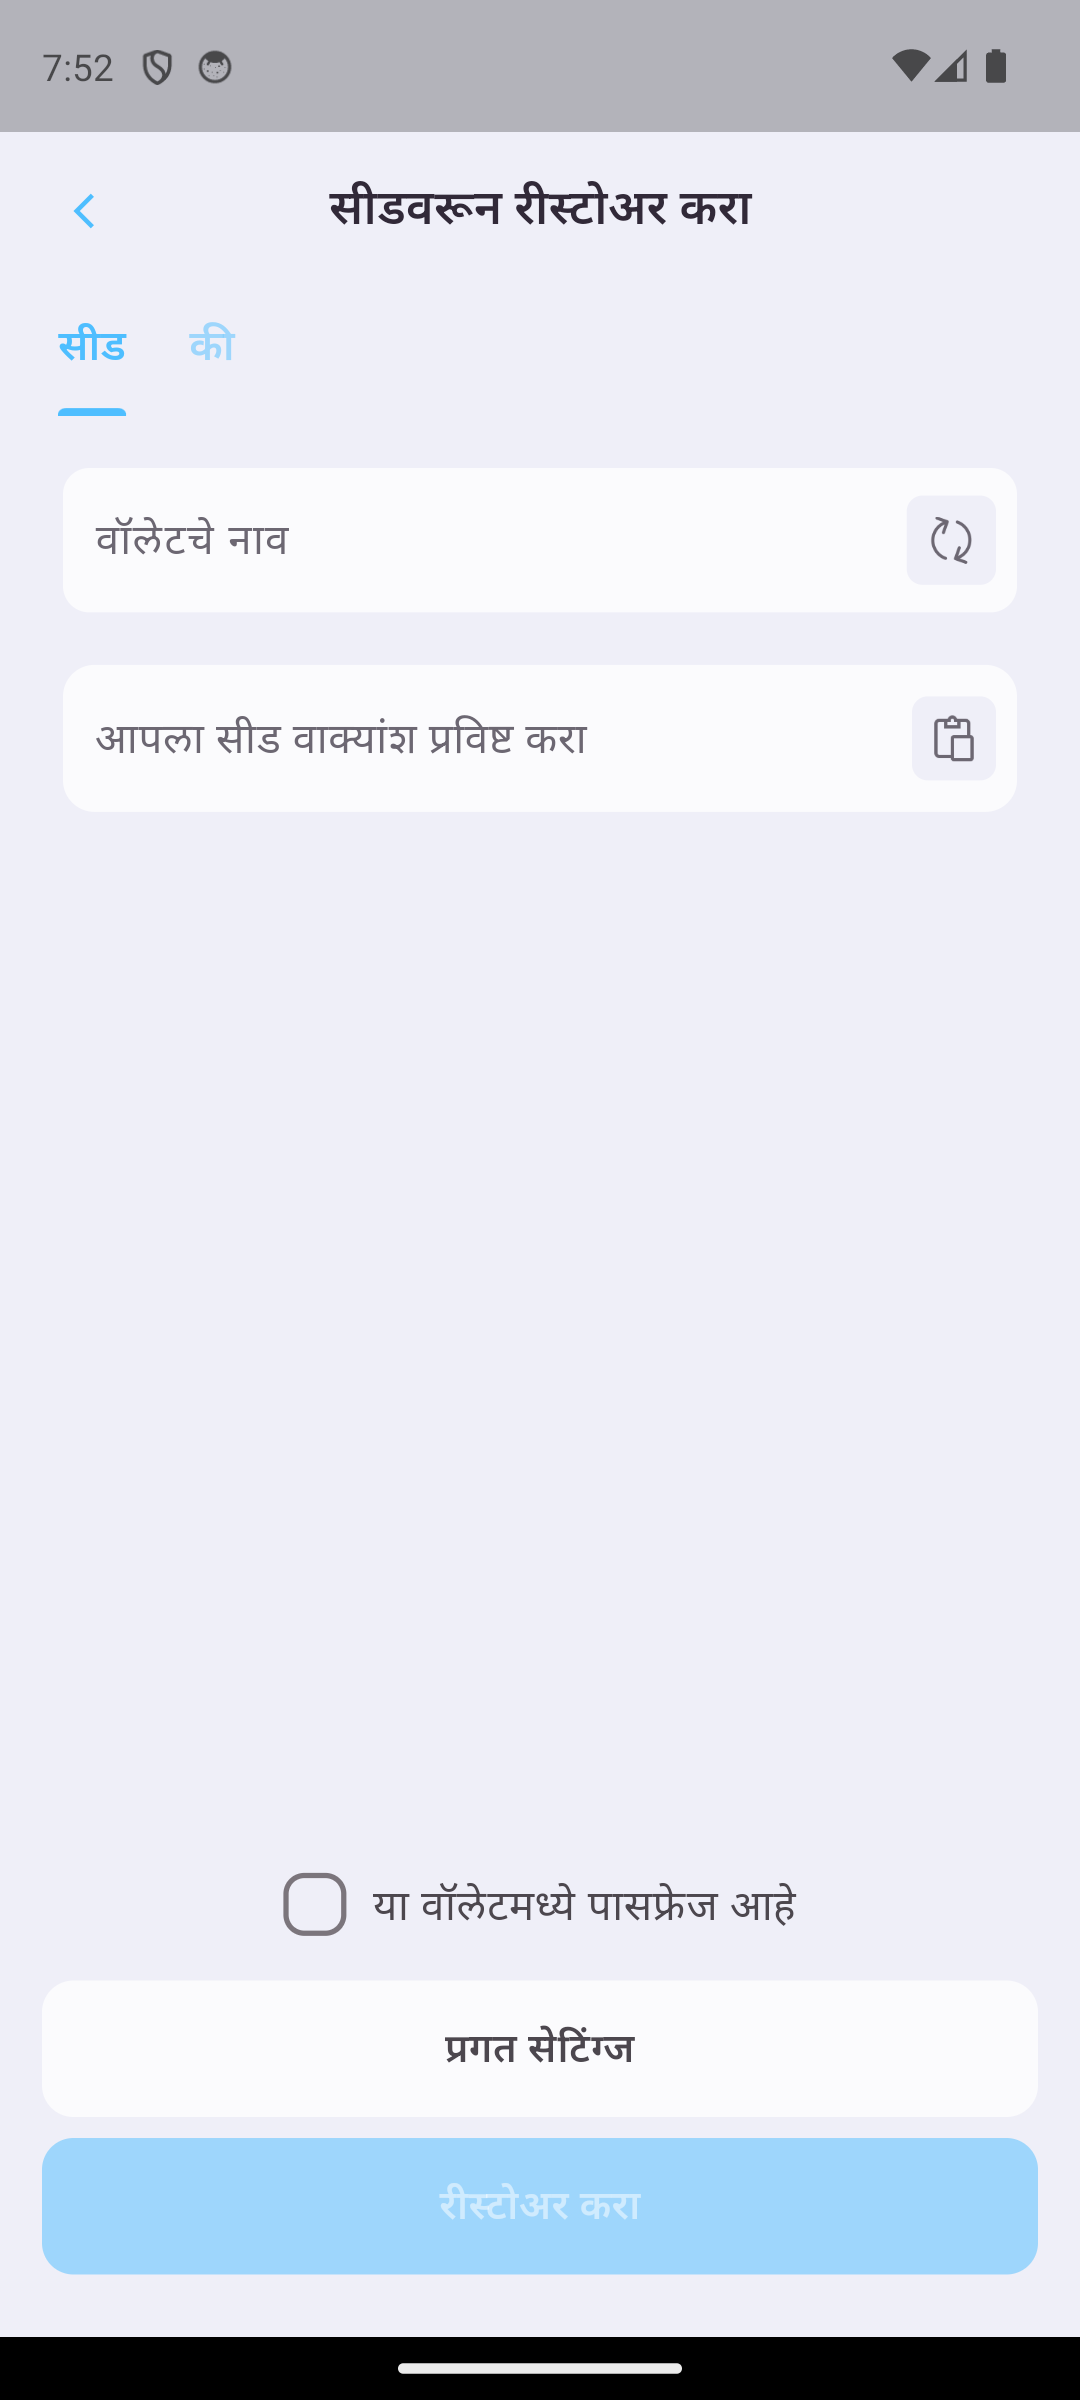 7:52
सीडवरून रीस्टोअर करा
सीड की
वॉलेटचे नाव
आपला सीड वाक्यांश प्रविष्ट करा
या वॉलेटमध्ये पासफ्रेज आहे
प्रगत सेटिंग्ज
रीस्टोअर करा